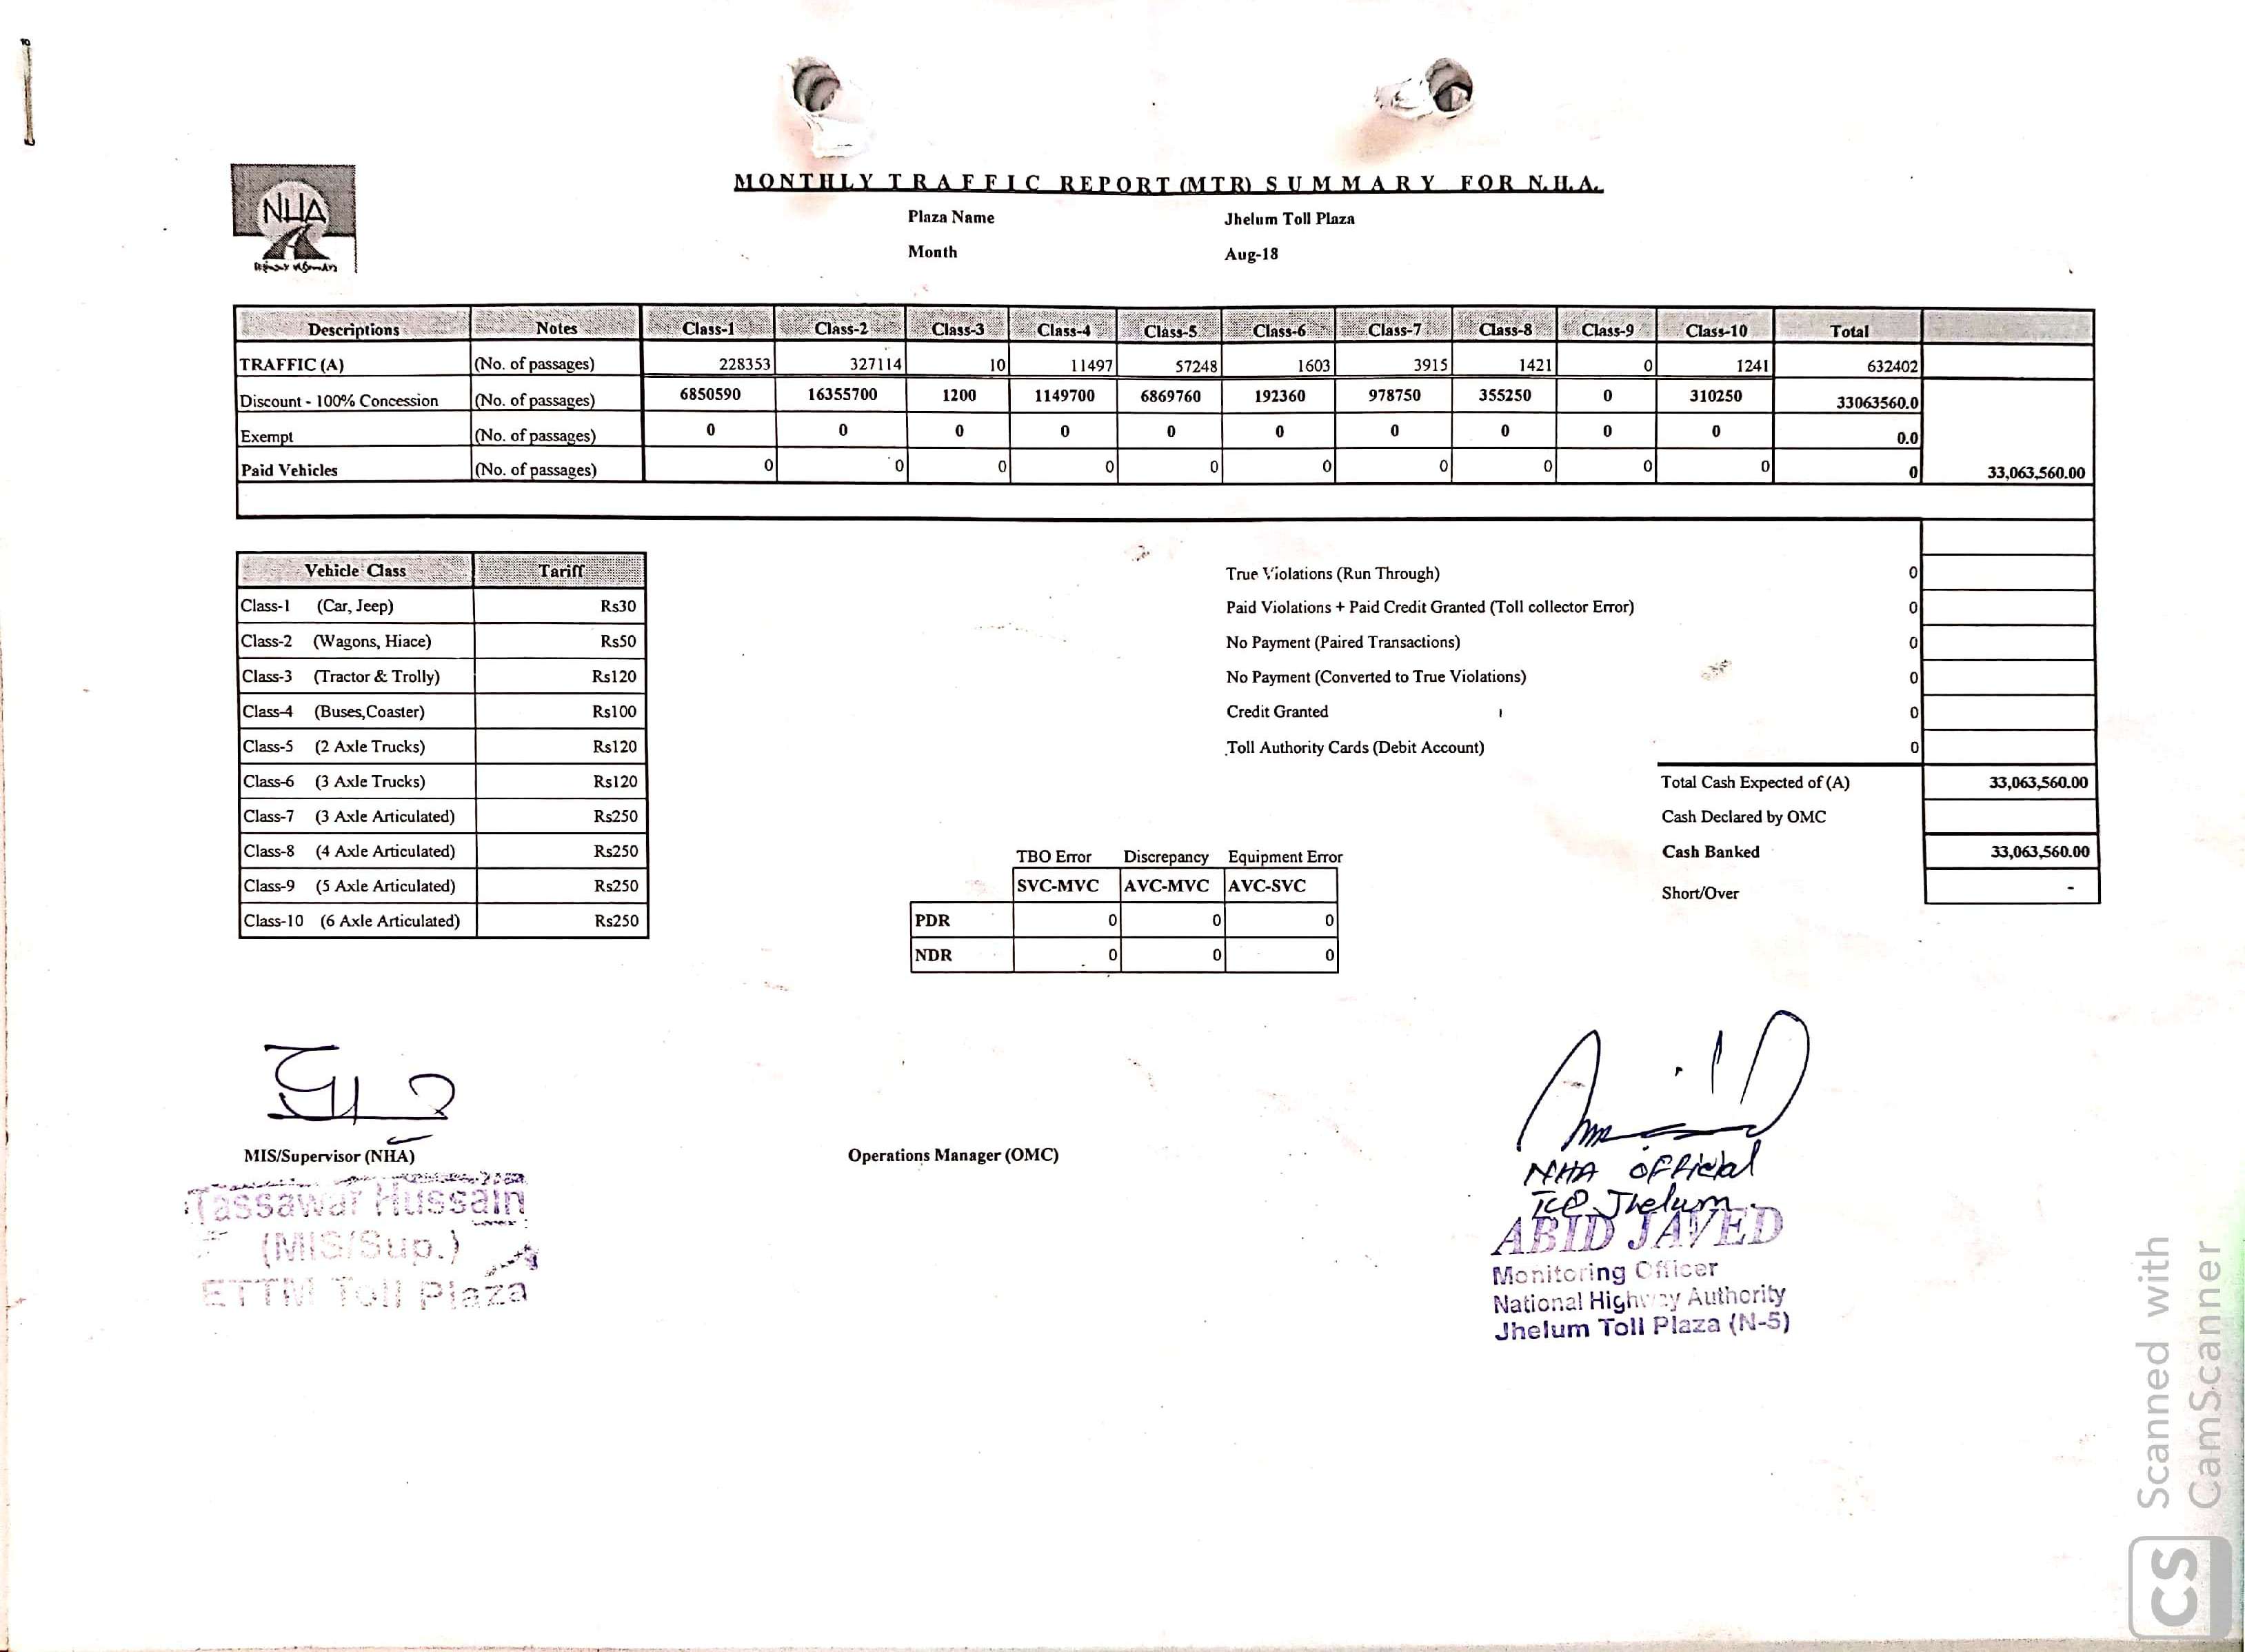 MONTHLY TRAFFIC REPORT (MTR) SUMMARY FOR N.H.A.
NHA
Plaza Name Jhelum Toll Plaza
Month Aug-18
Descriptions Notes Class-1 Class-2 Class-3 Class-4 Class-5 Class-6 Class-7 Class-8 Class-9 Class-10 Total
TRAFFIC (A) (No. of passages) 228353 327114 10 11497 57248 1603 3915 1421 0 1241 632402
Discount - 100% Concession (No. of passages) 6850590 16355700 1200 1149700 6869760 192360 978750 355250 0 310250 33063560.0
Exempt (No. of passages) 0 0 0 0 0 0 0 0 0 0 0.0
Paid Vehicles (No. of passages) 0 0 0 0 0 0 0 0 0 0 0 33,063,560.00
Vehicle Class Tariff
Class-1 (Car, Jeep) Rs30
Class-2 (Wagons, Hiace) Rs50
Class-3 (Tractor & Trolly) Rs120
Class-4 (Buses,Coaster) Rs100
Class-5 (2 Axle Trucks) Rs120
Class-6 (3 Axle Trucks) Rs120
Class-7 (3 Axle Articulated) Rs250
Class-8 (4 Axle Articulated) Rs250
Class-9 (5 Axle Articulated) Rs250
Class-10 (6 Axle Articulated) Rs250
True Violations (Run Through) 0
Paid Violations + Paid Credit Granted (Toll collector Error) 0
No Payment (Paired Transactions) 0
No Payment (Converted to True Violations) 0
Credit Granted 0
Toll Authority Cards (Debit Account) 0
Total Cash Expected of (A) 33,063,560.00
Cash Declared by OMC
Cash Banked 33,063,560.00
Short/Over -
TBO Error Discrepancy Equipment Error
SVC-MVC AVC-MVC AVC-SVC
PDR 0 0 0
NDR 0 0 0
MIS/Supervisor (NHA)
Tassawar Hussain
(MIS/Sup.)
ETTM Toll Plaza
Operations Manager (OMC)
NHA official
TCP Jhelum.
ABID JAVED
Monitoring Officer
National Highway Authority
Jhelum Toll Plaza (N-5)
CS Scanned with
CamScanner